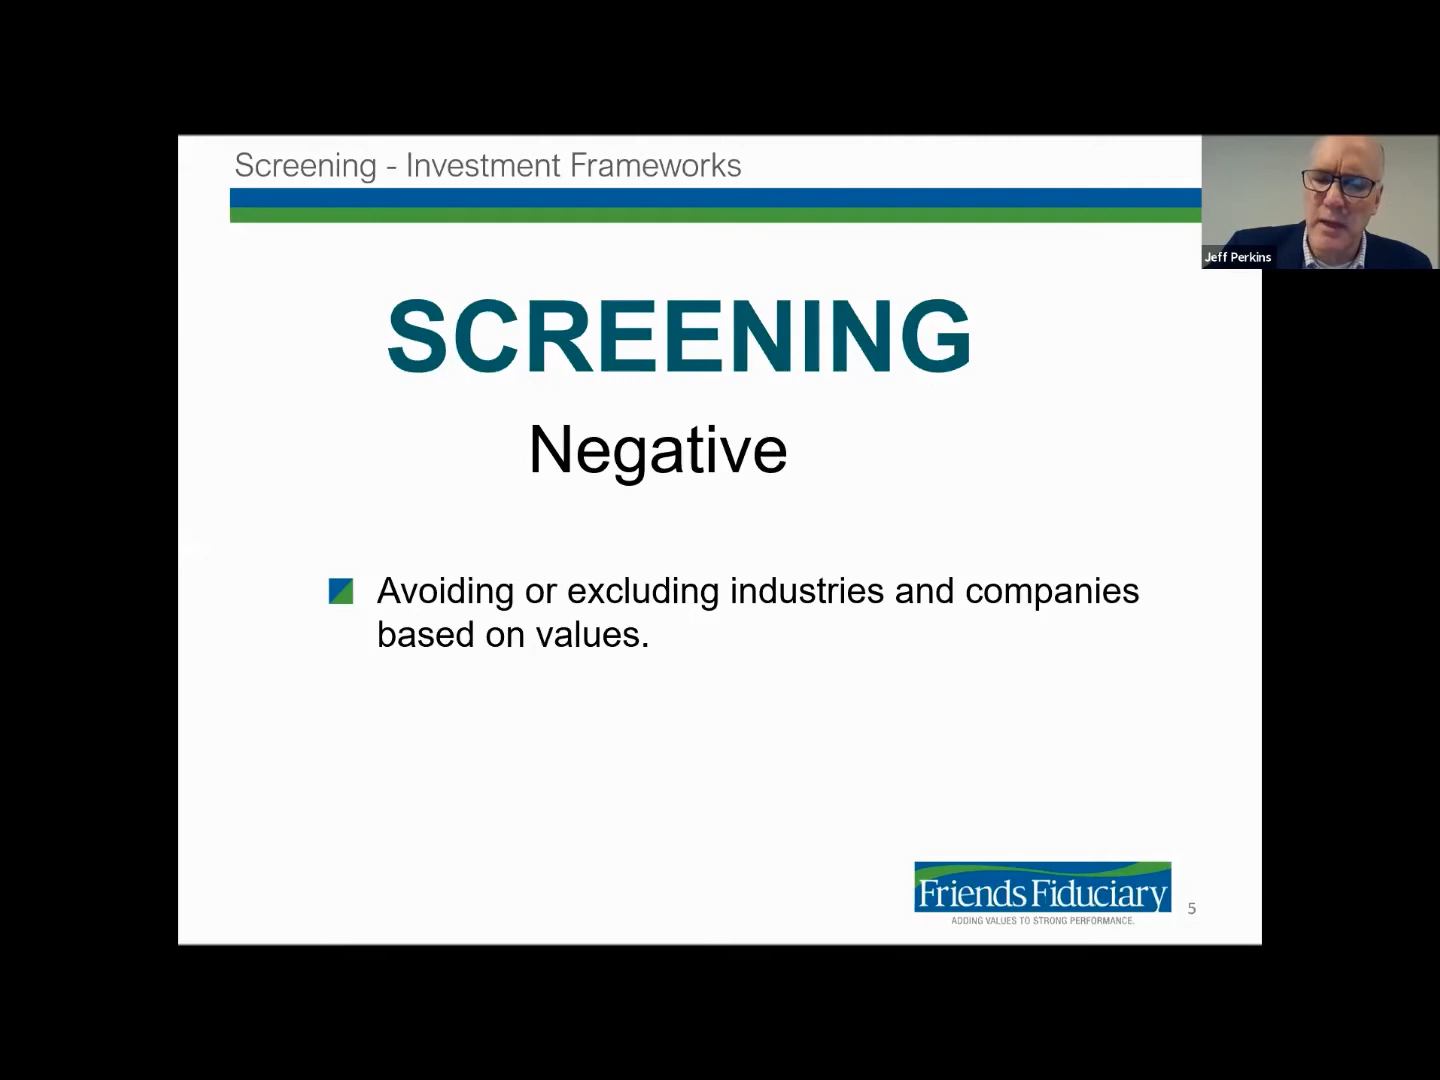 Screening - Investment Frameworks
Jeff Perkins
SCREENING
Negative
Avoiding or excluding industries and companies
based on values.
Friends Fiduciary
ADDING VALUES TO STRONG PERFORMANCE.
5